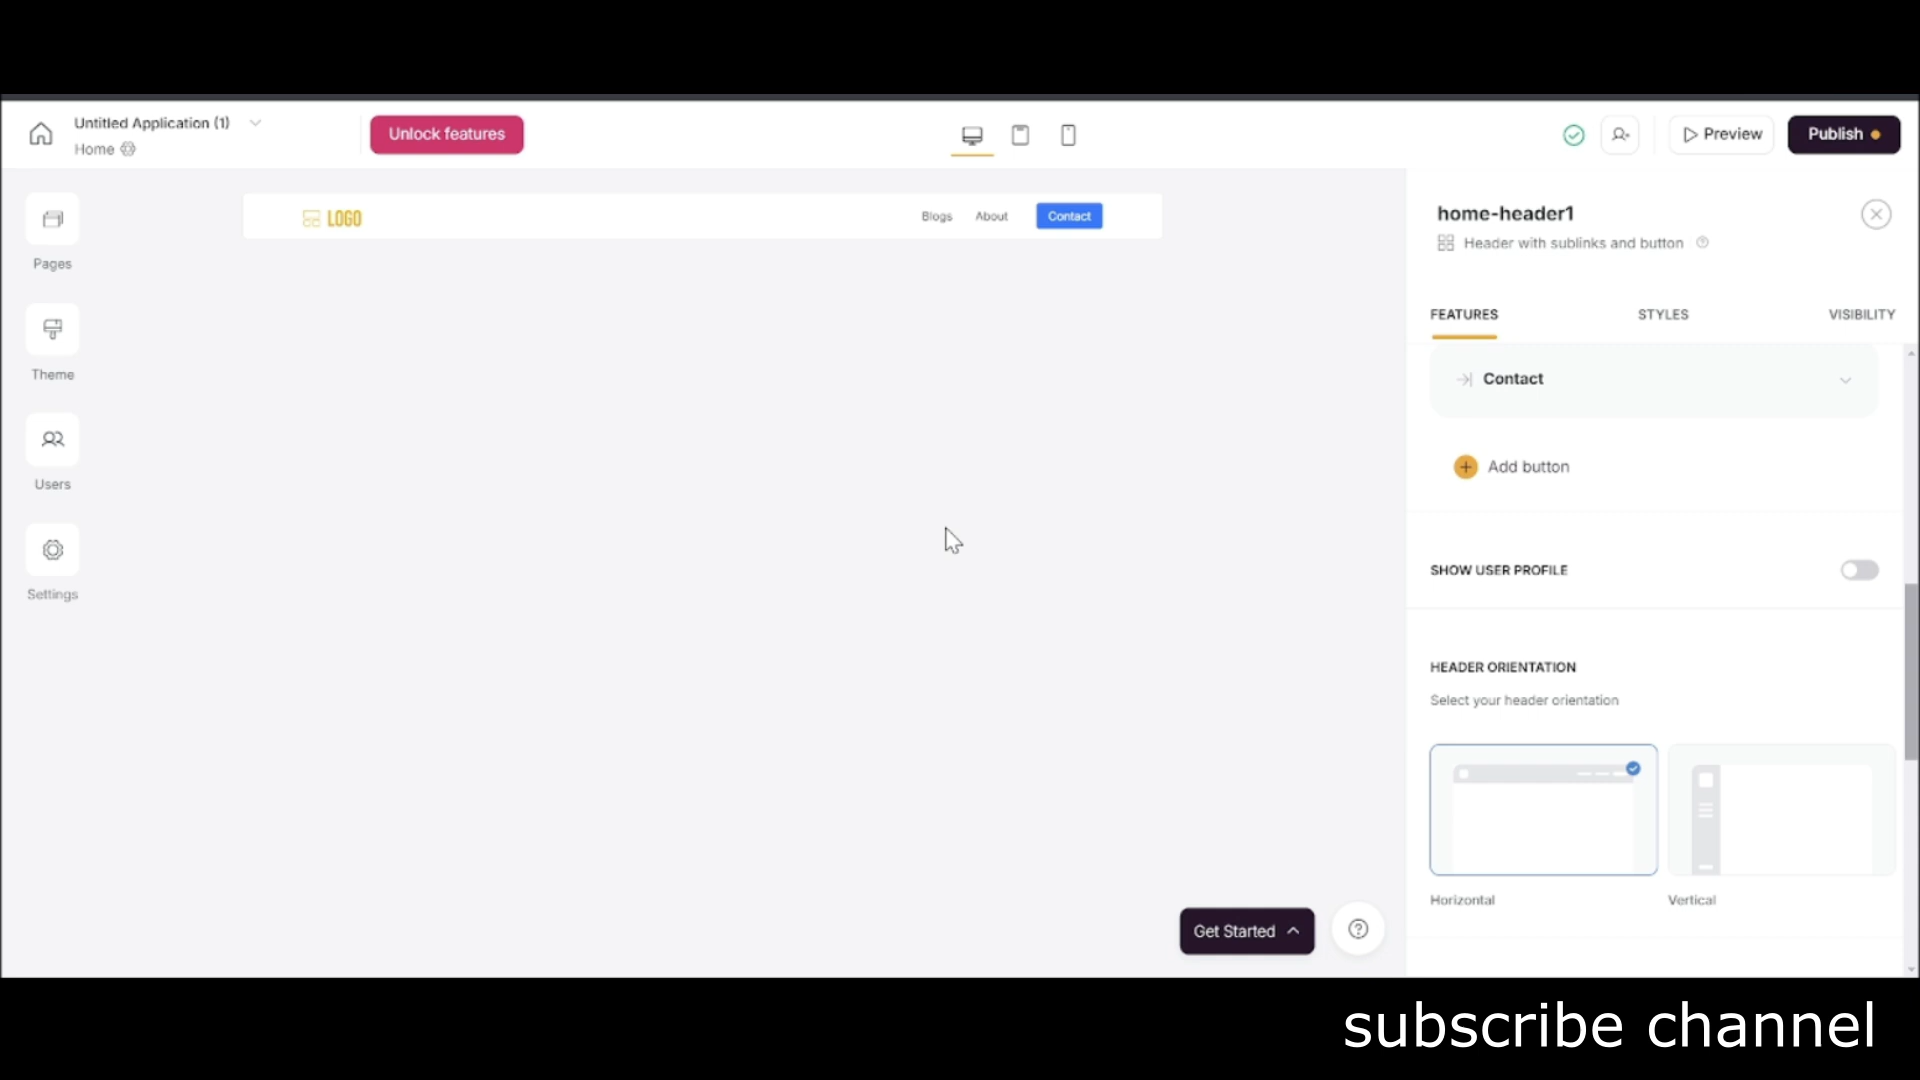 Untitled Application (1)
Home
Unlock features
Preview
Publish
Pages
Theme
Users
Settings
LOGO
Blogs
About
Contact
home-header1
Header with sublinks and button
FEATURES
STYLES
VISIBILITY
Contact
Add button
SHOW USER PROFILE
HEADER ORIENTATION
Select your header orientation
Horizontal
Vertical
Get Started
subscribe channel